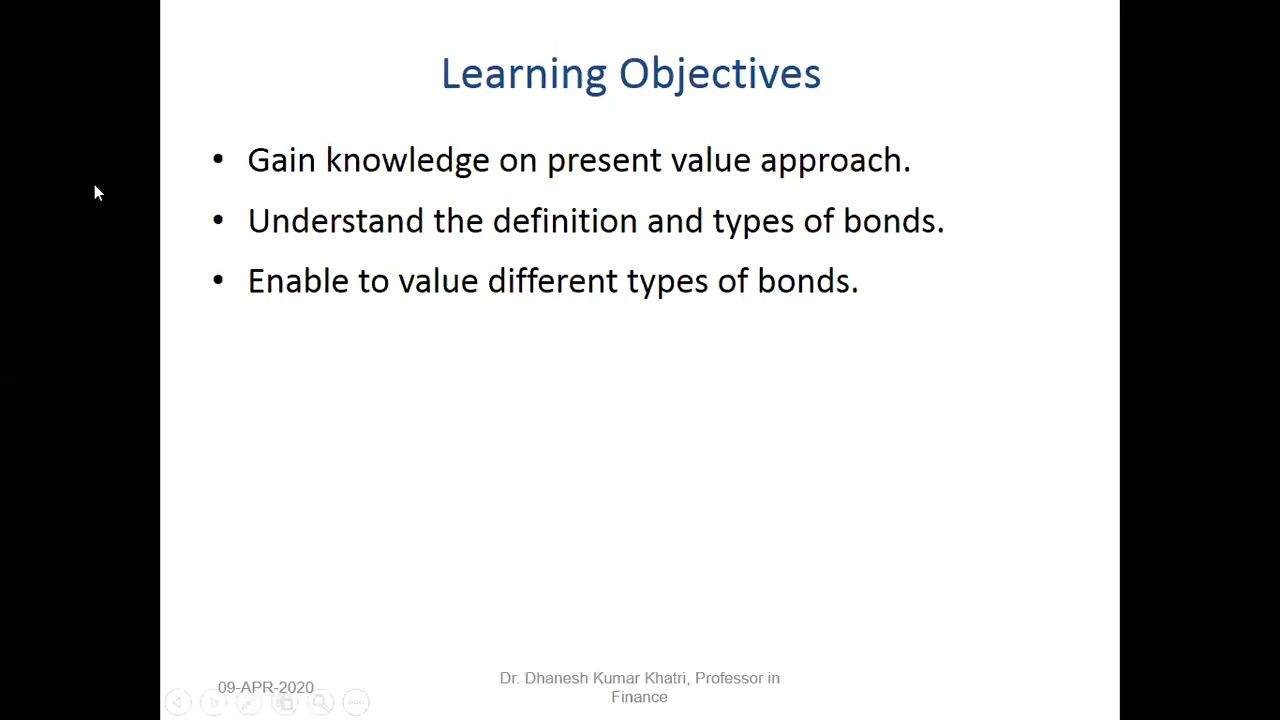 Learning Objectives
• Gain knowledge on present value approach.
• Understand the definition and types of bonds.
• Enable to value different types of bonds.
09-APR-2020
Dr. Dhanesh Kumar Khatri, Professor in
Finance